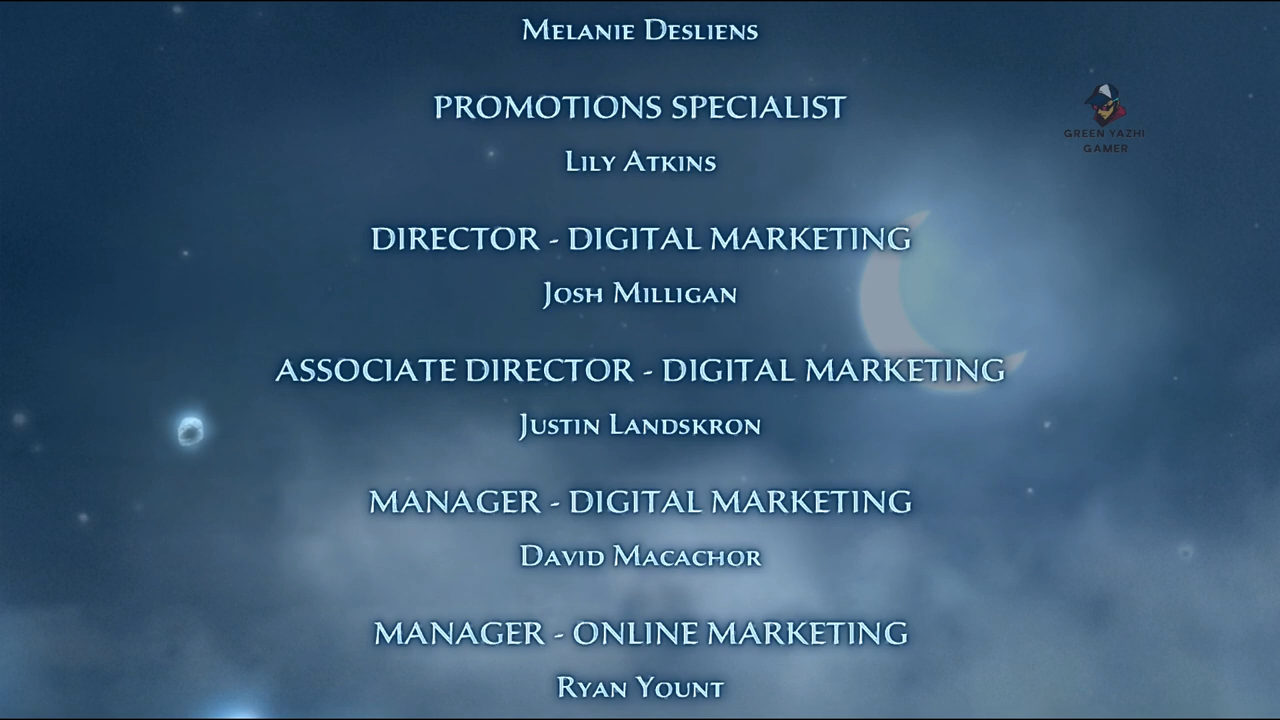 MELANIE DESLIENS
PROMOTIONS SPECIALIST
LILY ATKINS
DIRECTOR - DIGITAL MARKETING
JOSH MILLIGAN
ASSOCIATE DIRECTOR - DIGITAL MARKETING
JUSTIN LANDSKRON
MANAGER - DIGITAL MARKETING
DAVID MACACHOR
MANAGER - ONLINE MARKETING
RYAN YOUNT
GREEN YAZHI
GAMER